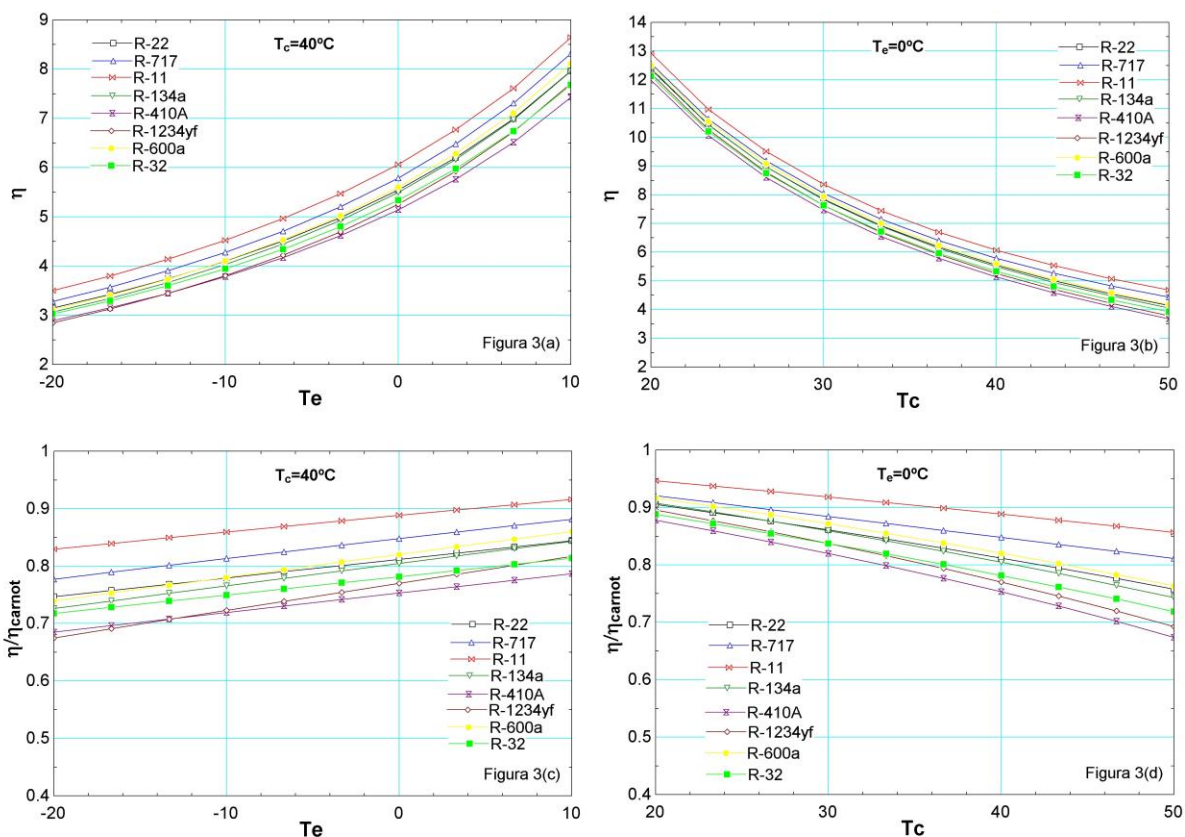 9
8
7
6
5
4
3
2
η
Tc=40ºC
R-22
R-717
R-11
R-134a
R-410A
R-1234yf
R-600a
R-32
Figura 3(a)
-20
-10
0
10
Te
14
13
12
11
10
9
8
7
6
5
4
3
2
η
Te=0ºC
R-22
R-717
R-11
R-134a
R-410A
R-1234yf
R-600a
R-32
Figura 3(b)
20
30
40
50
Tc
1
0.9
0.8
0.7
0.6
0.5
0.4
η/ηcarnot
Tc=40ºC
R-22
R-717
R-11
R-134a
R-410A
R-1234yf
R-600a
R-32
Figura 3(c)
-20
-10
0
10
Te
1
0.9
0.8
0.7
0.6
0.5
0.4
η/ηcarnot
Te=0ºC
R-22
R-717
R-11
R-134a
R-410A
R-1234yf
R-600a
R-32
Figura 3(d)
20
30
40
50
Tc